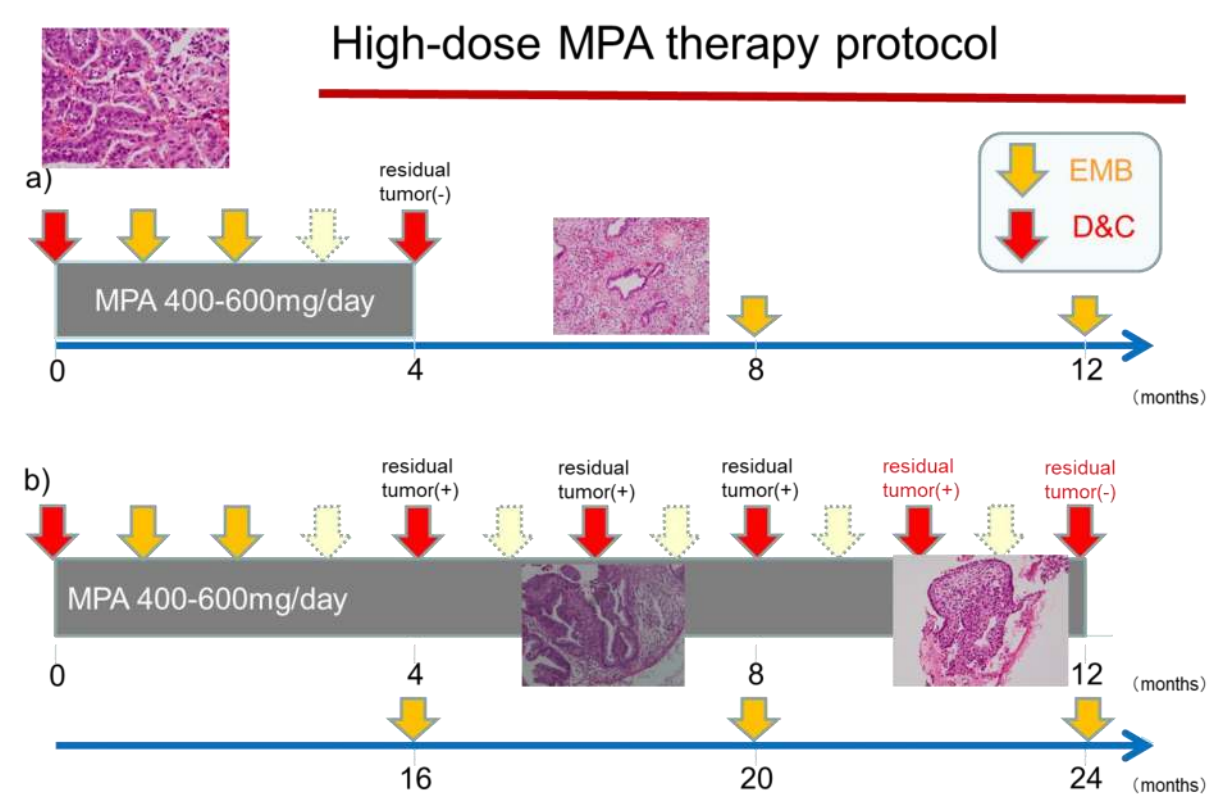 High-dose MPA therapy protocol
EMB
D&C
a)
residual
tumor(-)
MPA 400-600mg/day
0
4
8
12
（months）
b)
residual
tumor(+)
residual
tumor(+)
residual
tumor(+)
residual
tumor(+)
residual
tumor(-)
MPA 400-600mg/day
0
4
8
12
（months）
16
20
24
（months）